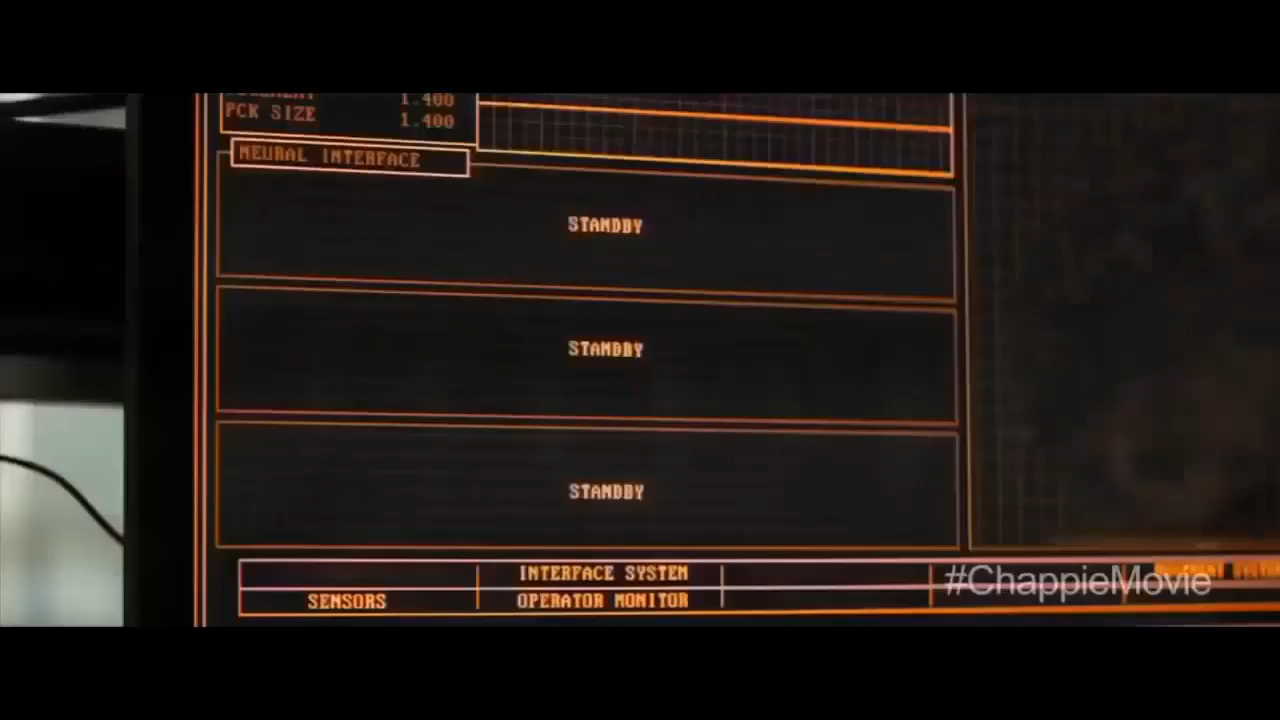 1.400
PCK SIZE 1.400
NEURAL INTERFACE
STANDBY
STANDBY
STANDBY
INTERFACE SYSTEM
SENSORS OPERATOR MONITOR
#ChappieMovie